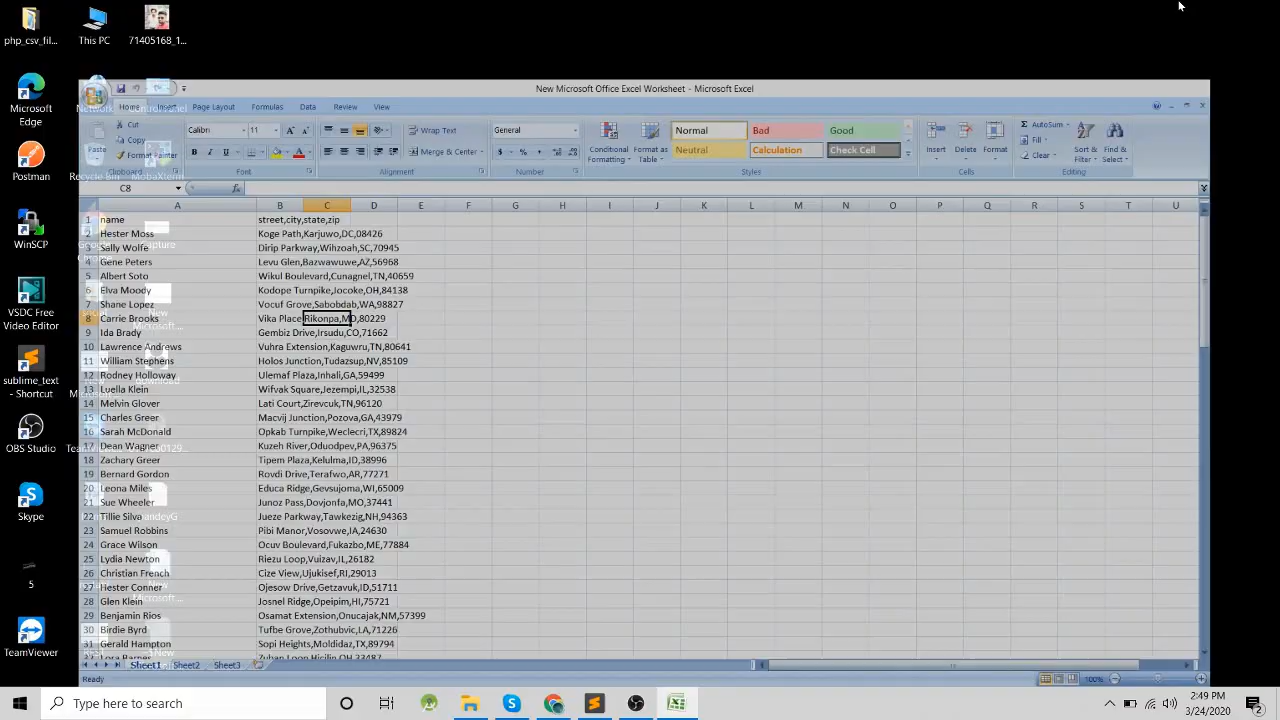 php_csv_fil...
This PC
71405168_1...
Microsoft Edge
Postman
WinSCP
VSDC Free Video Editor
sublime_text - Shortcut
OBS Studio
Skype
5
TeamViewer
New Microsoft Office Excel Worksheet - Microsoft Excel
Home Insert Page Layout Formulas Data Review View
Paste Cut Copy Format Painter
Calibri 11
B I U
Wrap Text
Merge & Center
General
$ % ,
Conditional Formatting Format as Table
Normal Bad Good
Neutral Calculation Check Cell
Insert Delete Format
AutoSum Fill Clear
Sort & Filter Find & Select
Clipboard Font Alignment Number Styles Cells Editing
C8 fx
A B C D E F G H I J K L M N O P Q R S T U
1 name street,city,state,zip
2 Hester Moss Koge Path,Karjuwo,DC,08426
3 Sally Wolfe Dirip Parkway,Wihzoah,SC,70945
4 Gene Peters Levu Glen,Bazwawuwe,AZ,56968
5 Albert Soto Wikul Boulevard,Cunagnel,TN,40659
6 Elva Moody Kodope Turnpike,Jocoke,OH,84138
7 Shane Lopez Vocuf Grove,Sabobdab,WA,98827
8 Carrie Brooks Vika Place,Rikonpa,MD,80229
9 Ida Brady Gembiz Drive,Irsudu,CO,71662
10 Lawrence Andrews Vuhra Extension,Kaguwru,TN,80641
11 William Stephens Holos Junction,Tudazsup,NV,85109
12 Rodney Holloway Ulemaf Plaza,Inhali,GA,59499
13 Luella Klein Wifvak Square,Jezempi,IL,32538
14 Melvin Glover Lati Court,Zirevcuk,TN,96120
15 Charles Greer Macvij Junction,Pozova,GA,43979
16 Sarah McDonald Opkab Turnpike,Weclecri,TX,89824
17 Dean Wagner Kuzeh River,Oduodpev,PA,96375
18 Zachary Greer Tipem Plaza,Kelulma,ID,38996
19 Bernard Gordon Rovdi Drive,Terafwo,AR,77271
20 Leona Miles Educa Ridge,Gevsujoma,WI,65009
21 Sue Wheeler Junoz Pass,Dovjonfa,MO,37441
22 Tillie Silva Jueze Parkway,Tawkezig,NH,94363
23 Samuel Robbins Pibi Manor,Vosovwe,IA,24630
24 Grace Wilson Ocuv Boulevard,Fukazbo,ME,77884
25 Lydia Newton Riezu Loop,Vuizav,IL,26182
26 Christian French Cize View,Ujukisef,RI,29013
27 Hester Conner Ojesow Drive,Getzavuk,ID,51711
28 Glen Klein Josnel Ridge,Opeipim,HI,75721
29 Benjamin Rios Osamat Extension,Onucajak,NM,57399
30 Birdie Byrd Tufbe Grove,Zothubvic,LA,71226
31 Gerald Hampton Sopi Heights,Moldidaz,TX,89794
Sheet1 Sheet2 Sheet3
Ready 100%
Type here to search
2:49 PM
3/24/2020
2